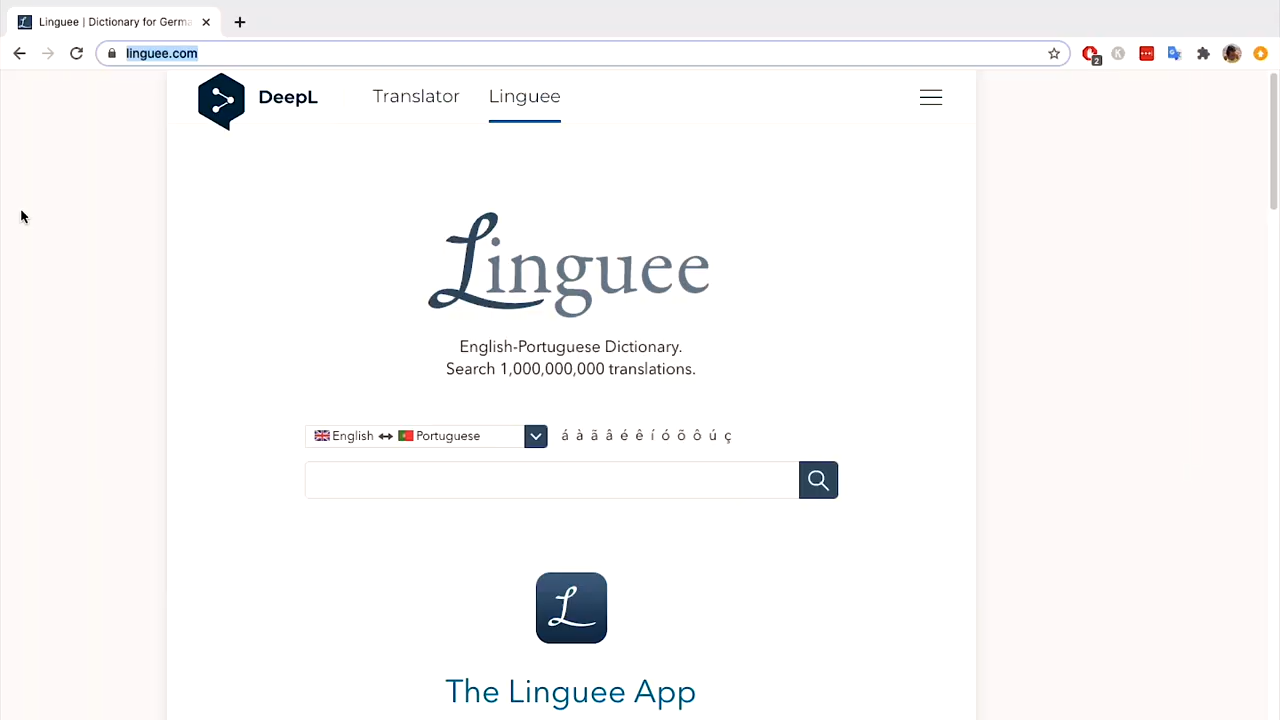 Linguee | Dictionary for Germa
linguee.com
2
DeepL
Translator
Linguee
Linguee
English-Portuguese Dictionary.
Search 1,000,000,000 translations.
English ↔ Portuguese
á à ã â é ê í ó õ ô ú ç
L
The Linguee App